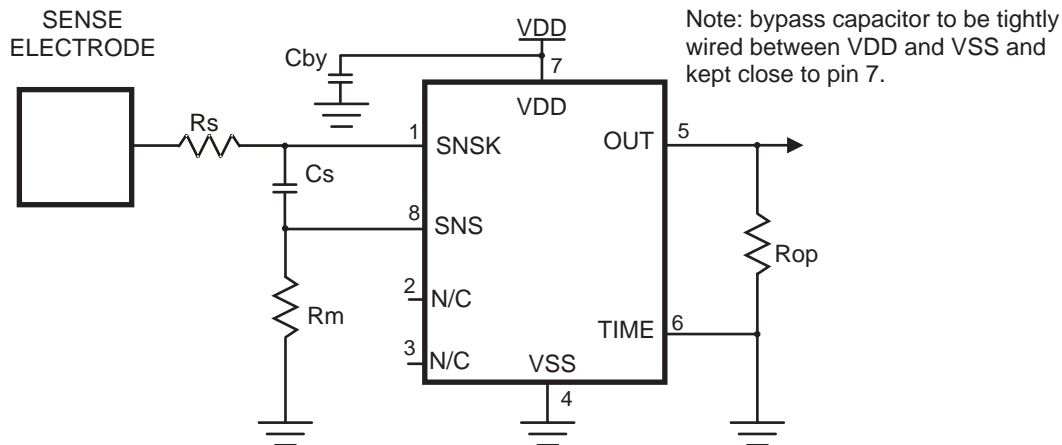 SENSE
ELECTRODE
VDD
Note: bypass capacitor to be tightly
wired between VDD and VSS and
kept close to pin 7.
Cby
7
VDD
Rs
1
SNSK
OUT
5
Cs
8
SNS
Rop
2
N/C
Rm
TIME
6
3
N/C
VSS
4